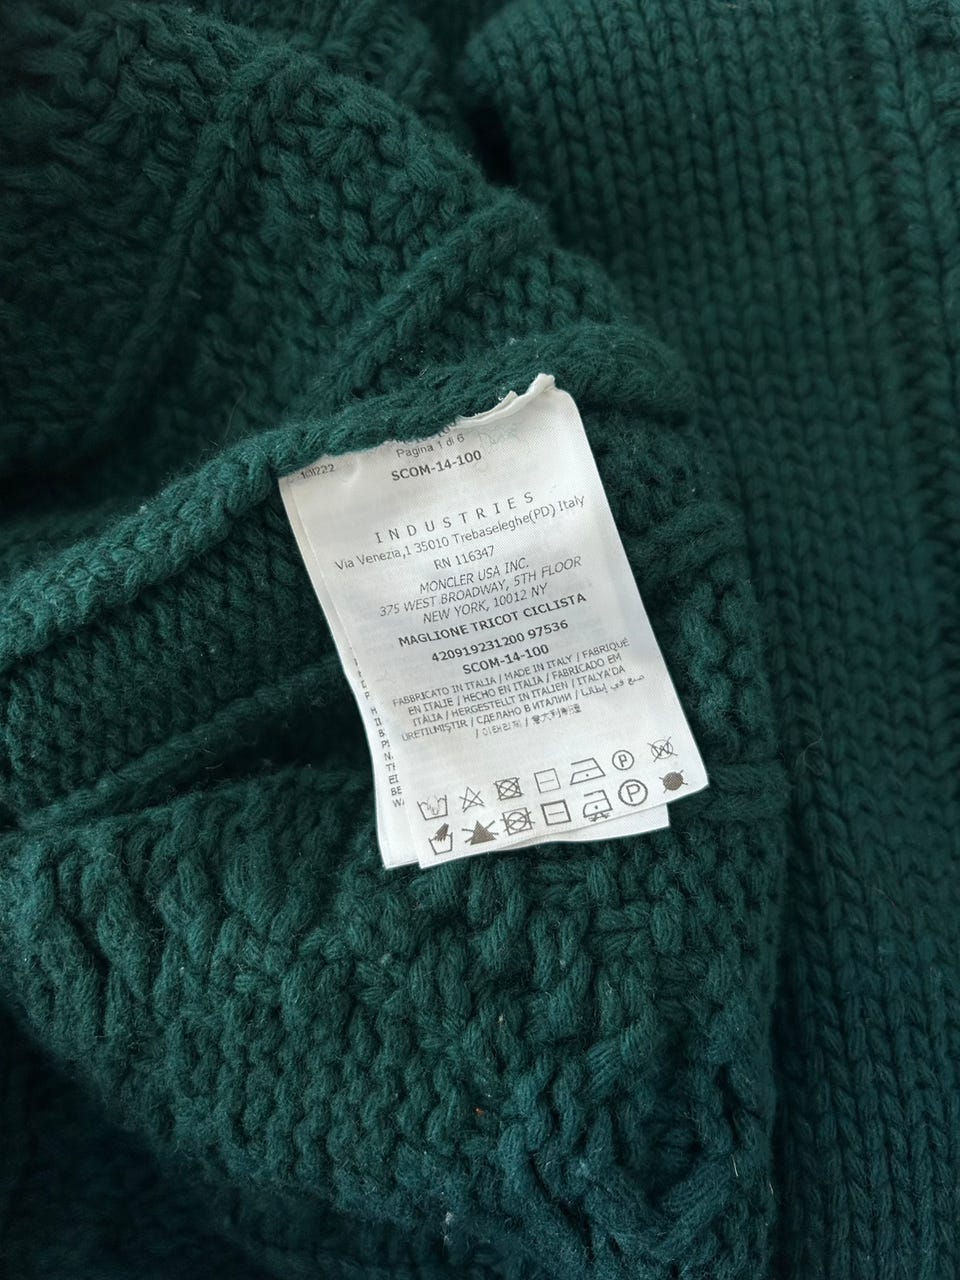 Pagina 1 di 6
SCOM-14-100
INDUSTRIES
Via Venezia,1 35010 Trebaseleghe(PD) Italy
RN 116347
MONCLER USA INC.
375 WEST BROADWAY, 5TH FLOOR
NEW YORK, 10012 NY
MAGLIONE TRICOT CICLISTA
420919231200 97536
SCOM-14-100
FABBRICATO IN ITALIA / MADE IN ITALY / FABRIQUÉ
EN ITALIE / HECHO EN ITALIA / FABRICADO EM
ITÁLIA / HERGESTELLT IN ITALIEN / ITALYA'DA
ÜRETILMIŞTIR / СДЕЛАНО В ИТАЛИИ / صنع في إيطاليا
/ 이태리제 / 意大利制造
P
P
W